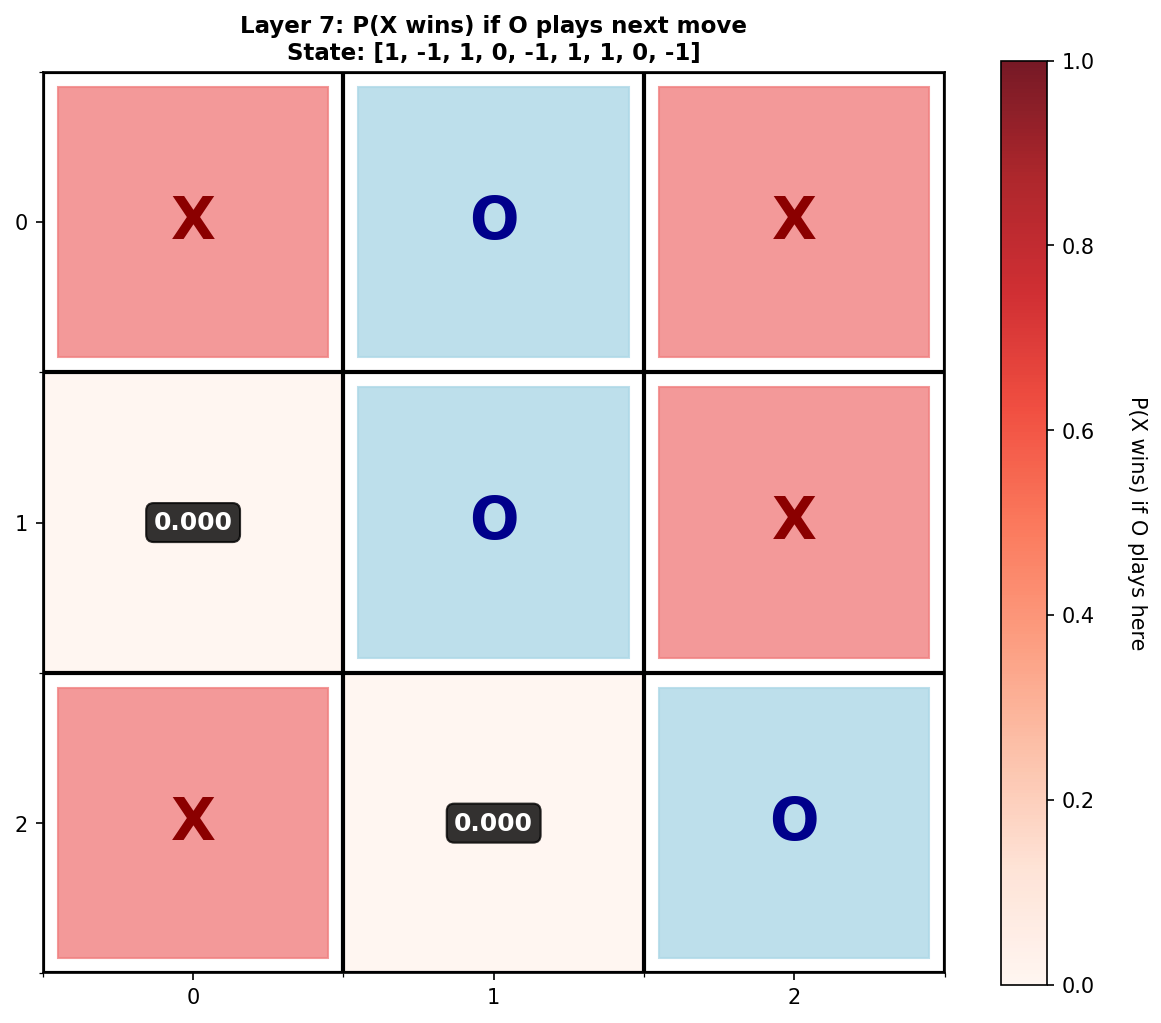 Layer 7: P(X wins) if O plays next move
State: [1, -1, 1, 0, -1, 1, 1, 0, -1]
X O X
0
0.000 O X
1
X 0.000 O
2
0 1 2
1.0
0.8
0.6
0.4
0.2
0.0
P(X wins) if O plays here